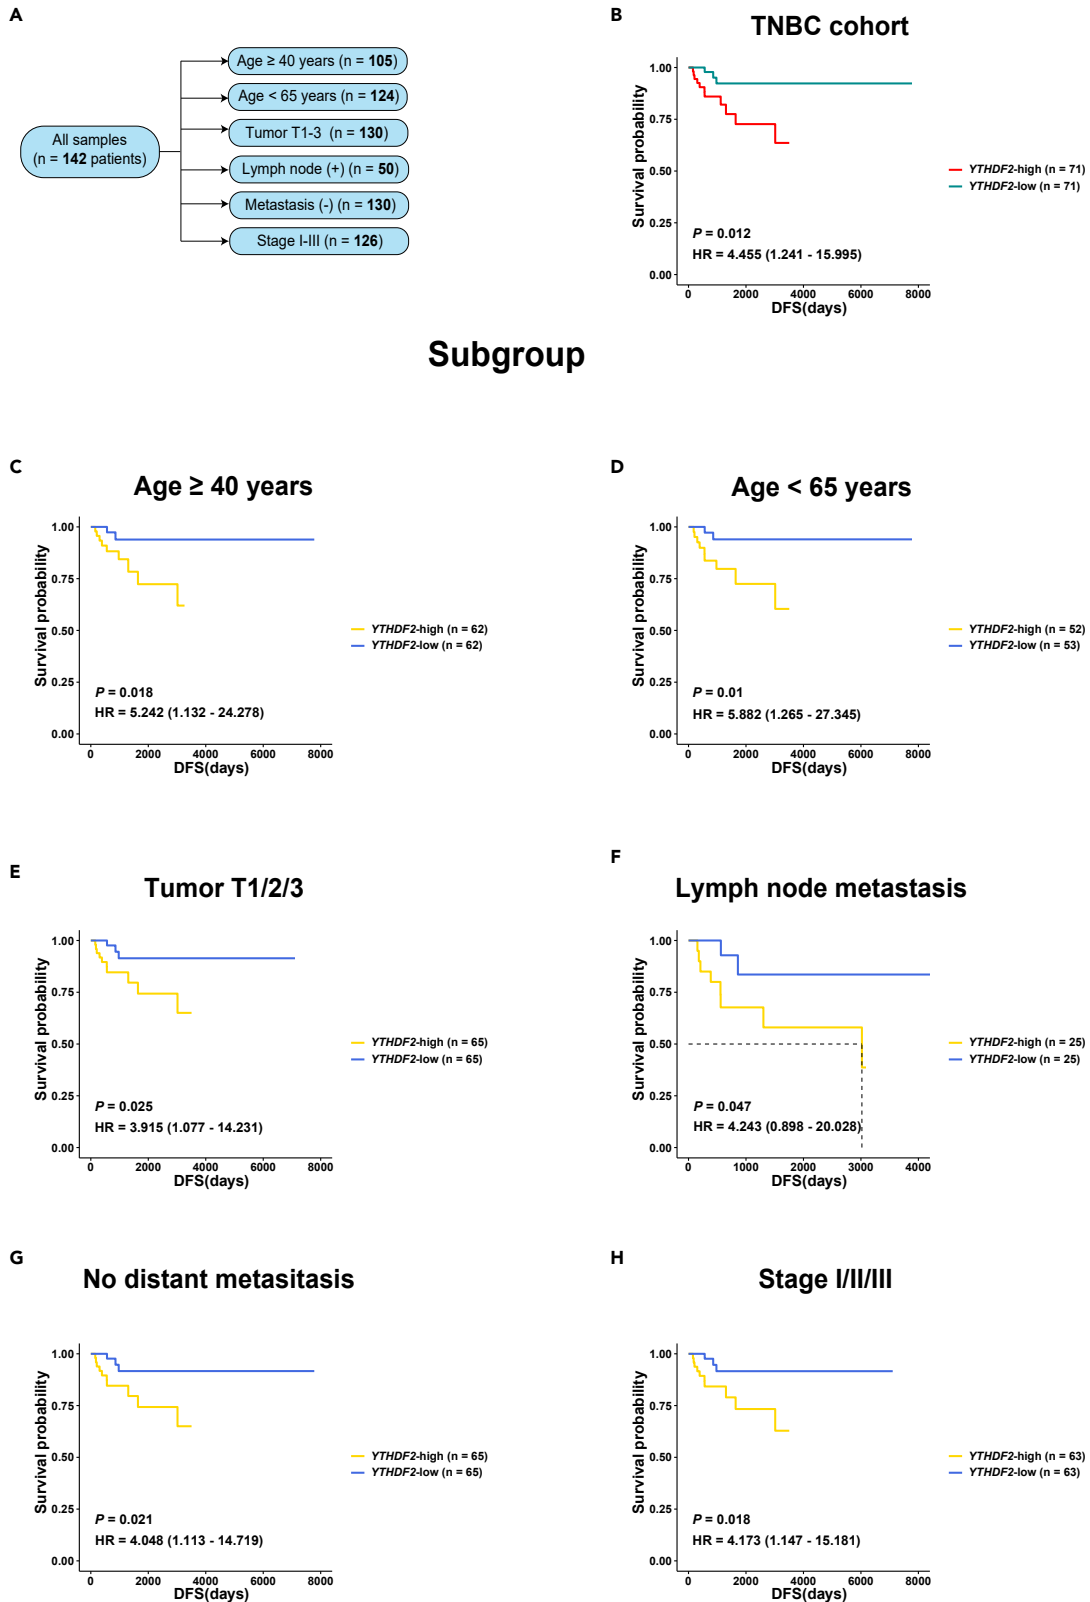 A
All samples
(n = 142 patients)
Age ≥ 40 years (n = 105)
Age < 65 years (n = 124)
Tumor T1-3 (n = 130)
Lymph node (+) (n = 50)
Metastasis (-) (n = 130)
Stage I-III (n = 126)
B
TNBC cohort
Survival probability
1.00
0.75
0.50
0.25
0.00
P = 0.012
HR = 4.455 (1.241 - 15.995)
0 2000 4000 6000 8000
DFS(days)
YTHDF2-high (n = 71)
YTHDF2-low (n = 71)
Subgroup
C
Age ≥ 40 years
Survival probability
1.00
0.75
0.50
0.25
0.00
P = 0.018
HR = 5.242 (1.132 - 24.278)
0 2000 4000 6000 8000
DFS(days)
YTHDF2-high (n = 62)
YTHDF2-low (n = 62)
D
Age < 65 years
Survival probability
1.00
0.75
0.50
0.25
0.00
P = 0.01
HR = 5.882 (1.265 - 27.345)
0 2000 4000 6000 8000
DFS(days)
YTHDF2-high (n = 52)
YTHDF2-low (n = 53)
E
Tumor T1/2/3
Survival probability
1.00
0.75
0.50
0.25
0.00
P = 0.025
HR = 3.915 (1.077 - 14.231)
0 2000 4000 6000 8000
DFS(days)
YTHDF2-high (n = 65)
YTHDF2-low (n = 65)
F
Lymph node metastasis
Survival probability
1.00
0.75
0.50
0.25
0.00
P = 0.047
HR = 4.243 (0.898 - 20.028)
0 1000 2000 3000 4000
DFS(days)
YTHDF2-high (n = 25)
YTHDF2-low (n = 25)
G
No distant metasitasis
Survival probability
1.00
0.75
0.50
0.25
0.00
P = 0.021
HR = 4.048 (1.113 - 14.719)
0 2000 4000 6000 8000
DFS(days)
YTHDF2-high (n = 65)
YTHDF2-low (n = 65)
H
Stage I/II/III
Survival probability
1.00
0.75
0.50
0.25
0.00
P = 0.018
HR = 4.173 (1.147 - 15.181)
0 2000 4000 6000 8000
DFS(days)
YTHDF2-high (n = 63)
YTHDF2-low (n = 63)